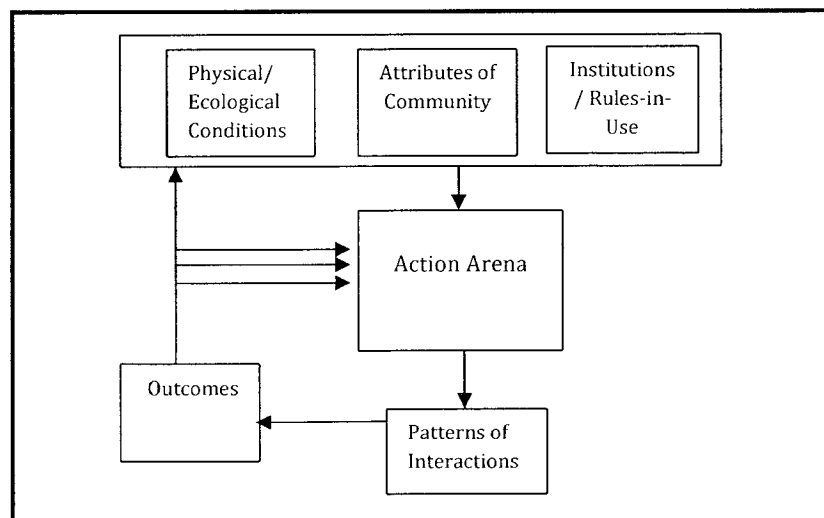 Physical/
Ecological
Conditions
Attributes of
Community
Institutions
/ Rules-in-
Use
Action Arena
Outcomes
Patterns of
Interactions